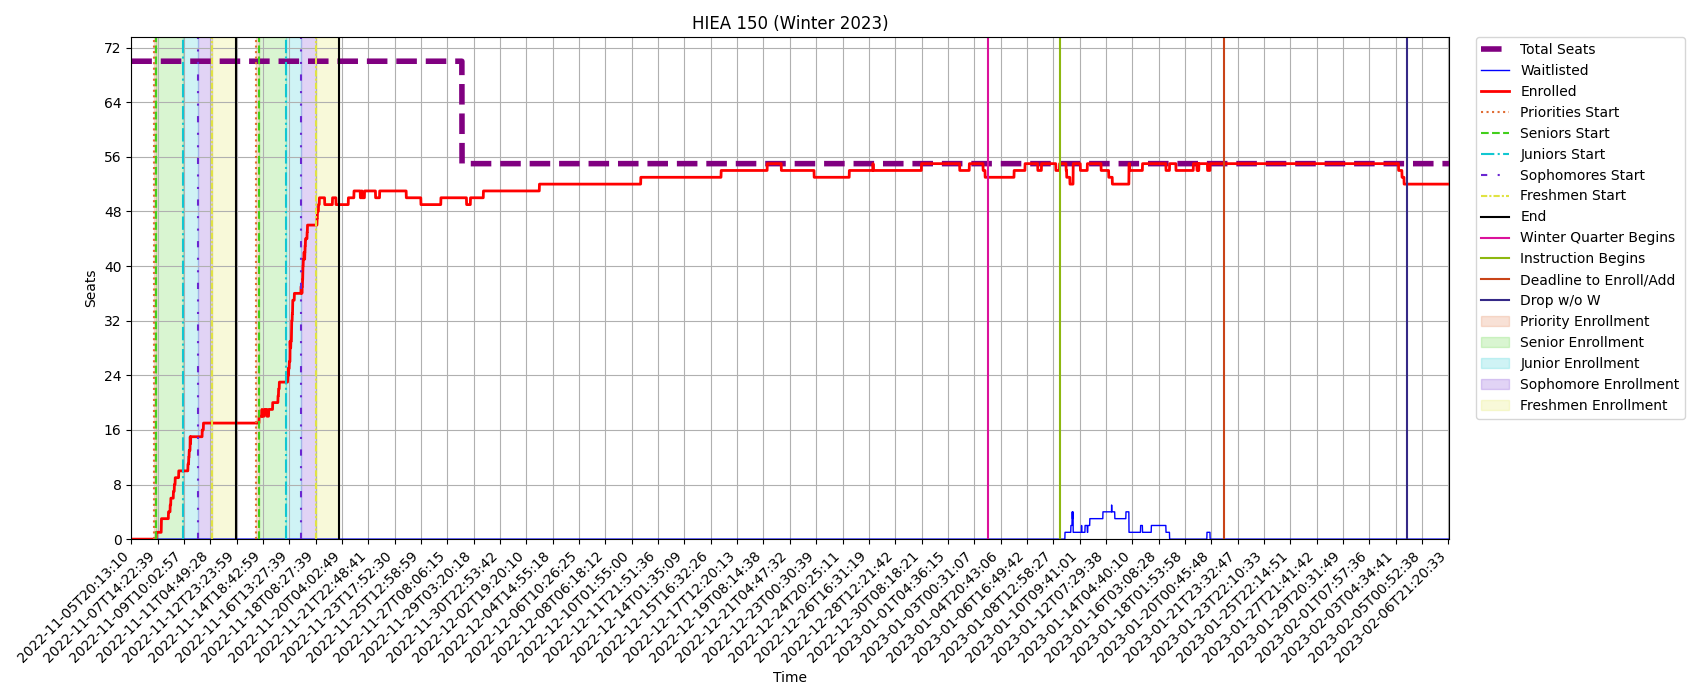 HIEA 150 (Winter 2023)
72
64
56
48
40
32
24
16
8
0
Seats
2022-11-05T20:13:10
2022-11-07T14:22:39
2022-11-09T10:02:57
2022-11-11T04:49:28
2022-11-12T23:23:59
2022-11-14T18:42:59
2022-11-16T13:27:39
2022-11-18T08:27:39
2022-11-20T04:02:49
2022-11-21T22:48:41
2022-11-23T17:52:30
2022-11-25T12:58:59
2022-11-27T08:06:15
2022-11-29T03:20:18
2022-11-30T22:53:42
2022-12-02T19:20:10
2022-12-04T14:55:18
2022-12-06T10:26:25
2022-12-08T06:18:12
2022-12-10T01:55:00
2022-12-11T21:51:36
2022-12-14T01:35:09
2022-12-15T16:32:26
2022-12-17T12:20:13
2022-12-19T08:14:38
2022-12-21T04:47:32
2022-12-23T00:30:39
2022-12-24T20:25:11
2022-12-26T16:31:19
2022-12-28T12:21:42
2022-12-30T08:18:21
2023-01-01T04:36:15
2023-01-03T00:31:07
2023-01-04T20:43:06
2023-01-06T16:49:42
2023-01-08T12:58:27
2023-01-10T09:41:01
2023-01-12T07:29:38
2023-01-14T04:40:16
2023-01-16T03:08:28
2023-01-18T01:53:58
2023-01-20T00:45:48
2023-01-21T23:32:47
2023-01-23T22:10:33
2023-01-25T22:14:51
2023-01-27T21:41:42
2023-01-29T20:31:49
2023-02-01T07:57:36
2023-02-03T04:34:41
2023-02-05T00:52:38
2023-02-06T21:20:33
Time
Total Seats
Waitlisted
Enrolled
Priorities Start
Seniors Start
Juniors Start
Sophomores Start
Freshmen Start
End
Winter Quarter Begins
Instruction Begins
Deadline to Enroll/Add
Drop w/o W
Priority Enrollment
Senior Enrollment
Junior Enrollment
Sophomore Enrollment
Freshmen Enrollment